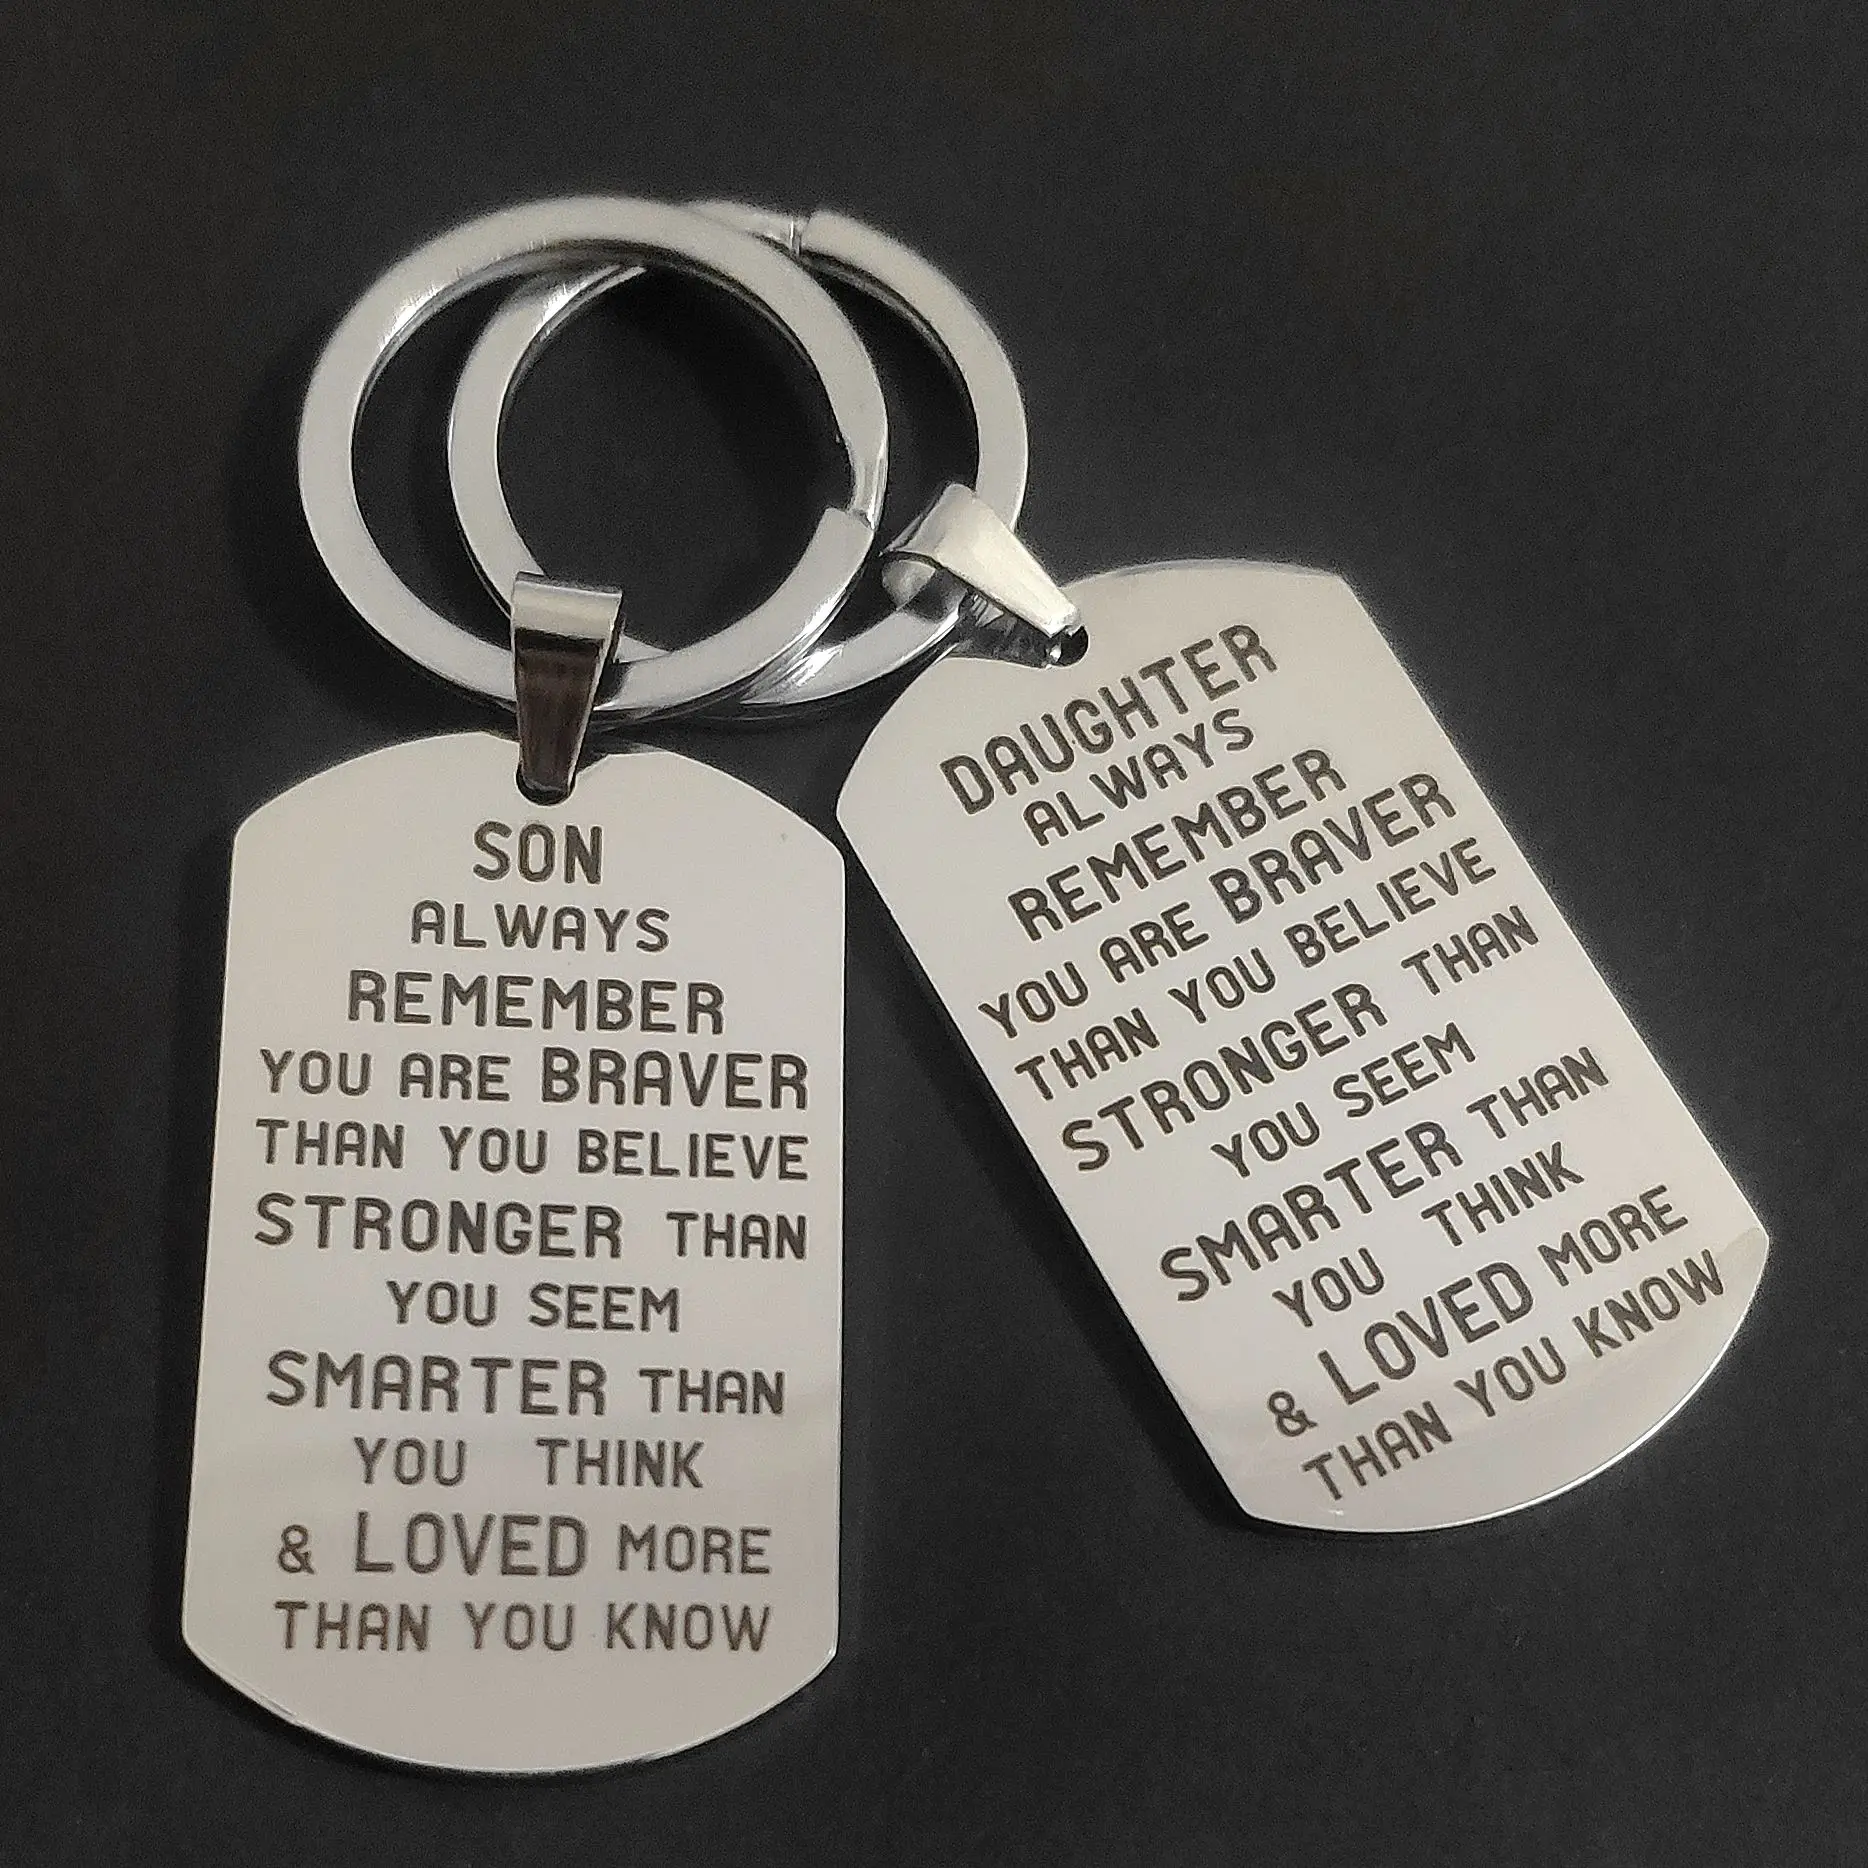 SON
ALWAYS
REMEMBER
YOU ARE BRAVER
THAN YOU BELIEVE
STRONGER THAN
YOU SEEM
SMARTER THAN
YOU THINK
& LOVED MORE
THAN YOU KNOW
DAUGHTER
ALWAYS
REMEMBER
YOU ARE BRAVER
THAN YOU BELIEVE
STRONGER THAN
YOU SEEM
SMARTER THAN
YOU THINK
& LOVED MORE
THAN YOU KNOW